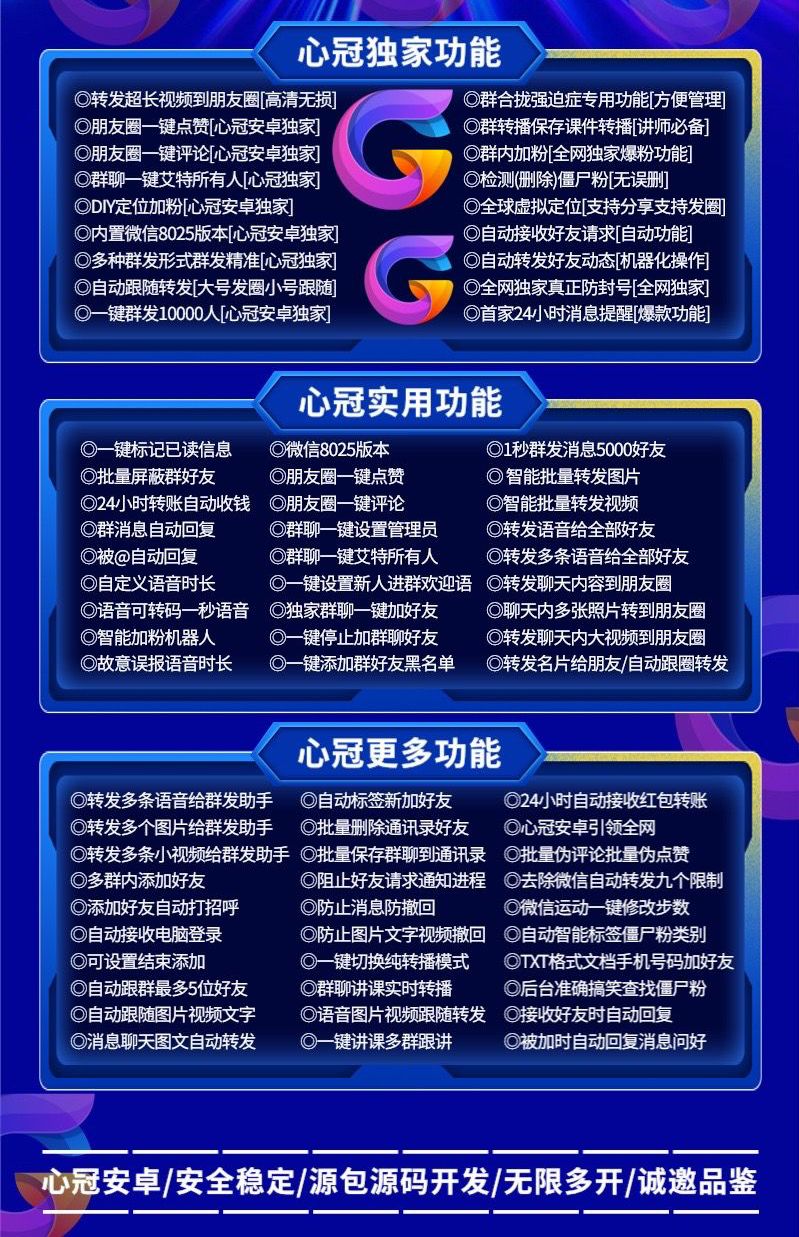 心冠独家功能
◎转发超长视频到朋友圈[高清无损]
◎朋友圈一键点赞[心冠安卓独家]
◎朋友圈一键评论[心冠安卓独家]
◎群聊一键艾特所有人[心冠独家]
◎DIY定位加粉[心冠安卓独家]
◎内置微信8025版本[心冠安卓独家]
◎多种群发形式群发精准[心冠独家]
◎自动跟随转发[大号发圈小号跟随]
◎一键群发10000人[心冠安卓独家]
◎群合拢强迫症专用功能[方便管理]
◎群转播保存课件转播[讲师必备]
◎群内加粉[全网独家爆粉功能]
◎检测(删除)僵尸粉[无误删]
◎全球虚拟定位[支持分享支持发圈]
◎自动接收好友请求[自动功能]
◎自动转发好友动态[机器化操作]
◎全网独家真正防封号[全网独家]
◎首家24小时消息提醒[爆款功能]
心冠实用功能
◎一键标记已读信息
◎批量屏蔽群好友
◎24小时转账自动收钱
◎群消息自动回复
◎被@自动回复
◎自定义语音时长
◎语音可转码一秒语音
◎智能加粉机器人
◎故意误报语音时长
◎微信8025版本
◎朋友圈一键点赞
◎朋友圈一键评论
◎群聊一键设置管理员
◎群聊一键艾特所有人
◎一键设置新人进群欢迎语
◎独家群聊一键加好友
◎一键停止加群聊好友
◎一键添加群好友黑名单
◎1秒群发消息5000好友
◎智能批量转发图片
◎智能批量转发视频
◎转发语音给全部好友
◎转发多条语音给全部好友
◎转发聊天内容到朋友圈
◎聊天内多张照片转到朋友圈
◎转发聊天内大视频到朋友圈
◎转发名片给朋友/自动跟圈转发
心冠更多功能
◎转发多条语音给群发助手
◎转发多个图片给群发助手
◎转发多条小视频给群发助手
◎多群内添加好友
◎添加好友自动打招呼
◎自动接收电脑登录
◎可设置结束添加
◎自动跟群最多5位好友
◎自动跟随图片视频文字
◎消息聊天图文自动转发
◎自动标签新加好友
◎批量删除通讯录好友
◎批量保存群聊到通讯录
◎阻止好友请求通知进程
◎防止消息防撤回
◎防止图片文字视频撤回
◎一键切换纯转播模式
◎群聊讲课实时转播
◎语音图片视频跟随转发
◎一键讲课多群跟讲
◎24小时自动接收红包转账
◎心冠安卓引领全网
◎批量伪评论批量伪点赞
◎去除微信自动转发九个限制
◎微信运动一键修改步数
◎自动智能标签僵尸粉类别
◎TXT格式文档手机号码加好友
◎后台准确搞笑查找僵尸粉
◎接收好友时自动回复
◎被加时自动回复消息问好
心冠安卓/安全稳定/源包源码开发/无限多开/诚邀品鉴